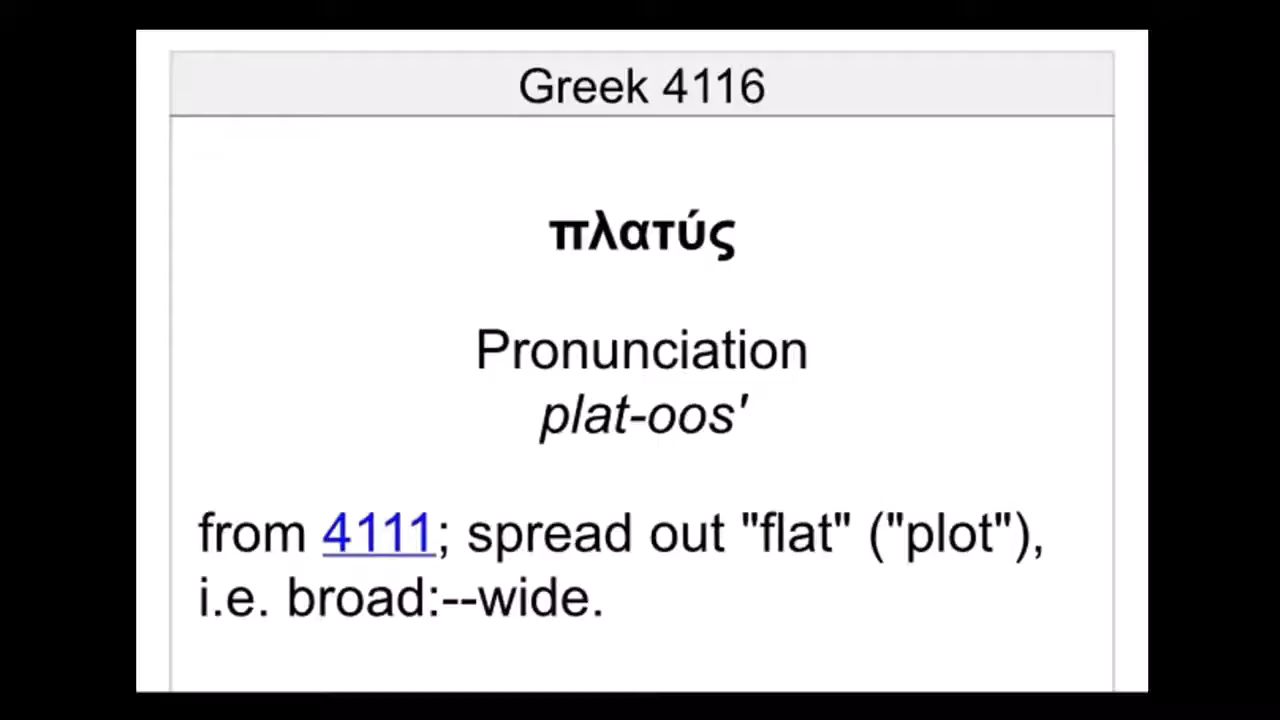 Greek 4116
πλατύς
Pronunciation
plat-oos'
from 4111; spread out "flat" ("plot"),
i.e. broad:--wide.